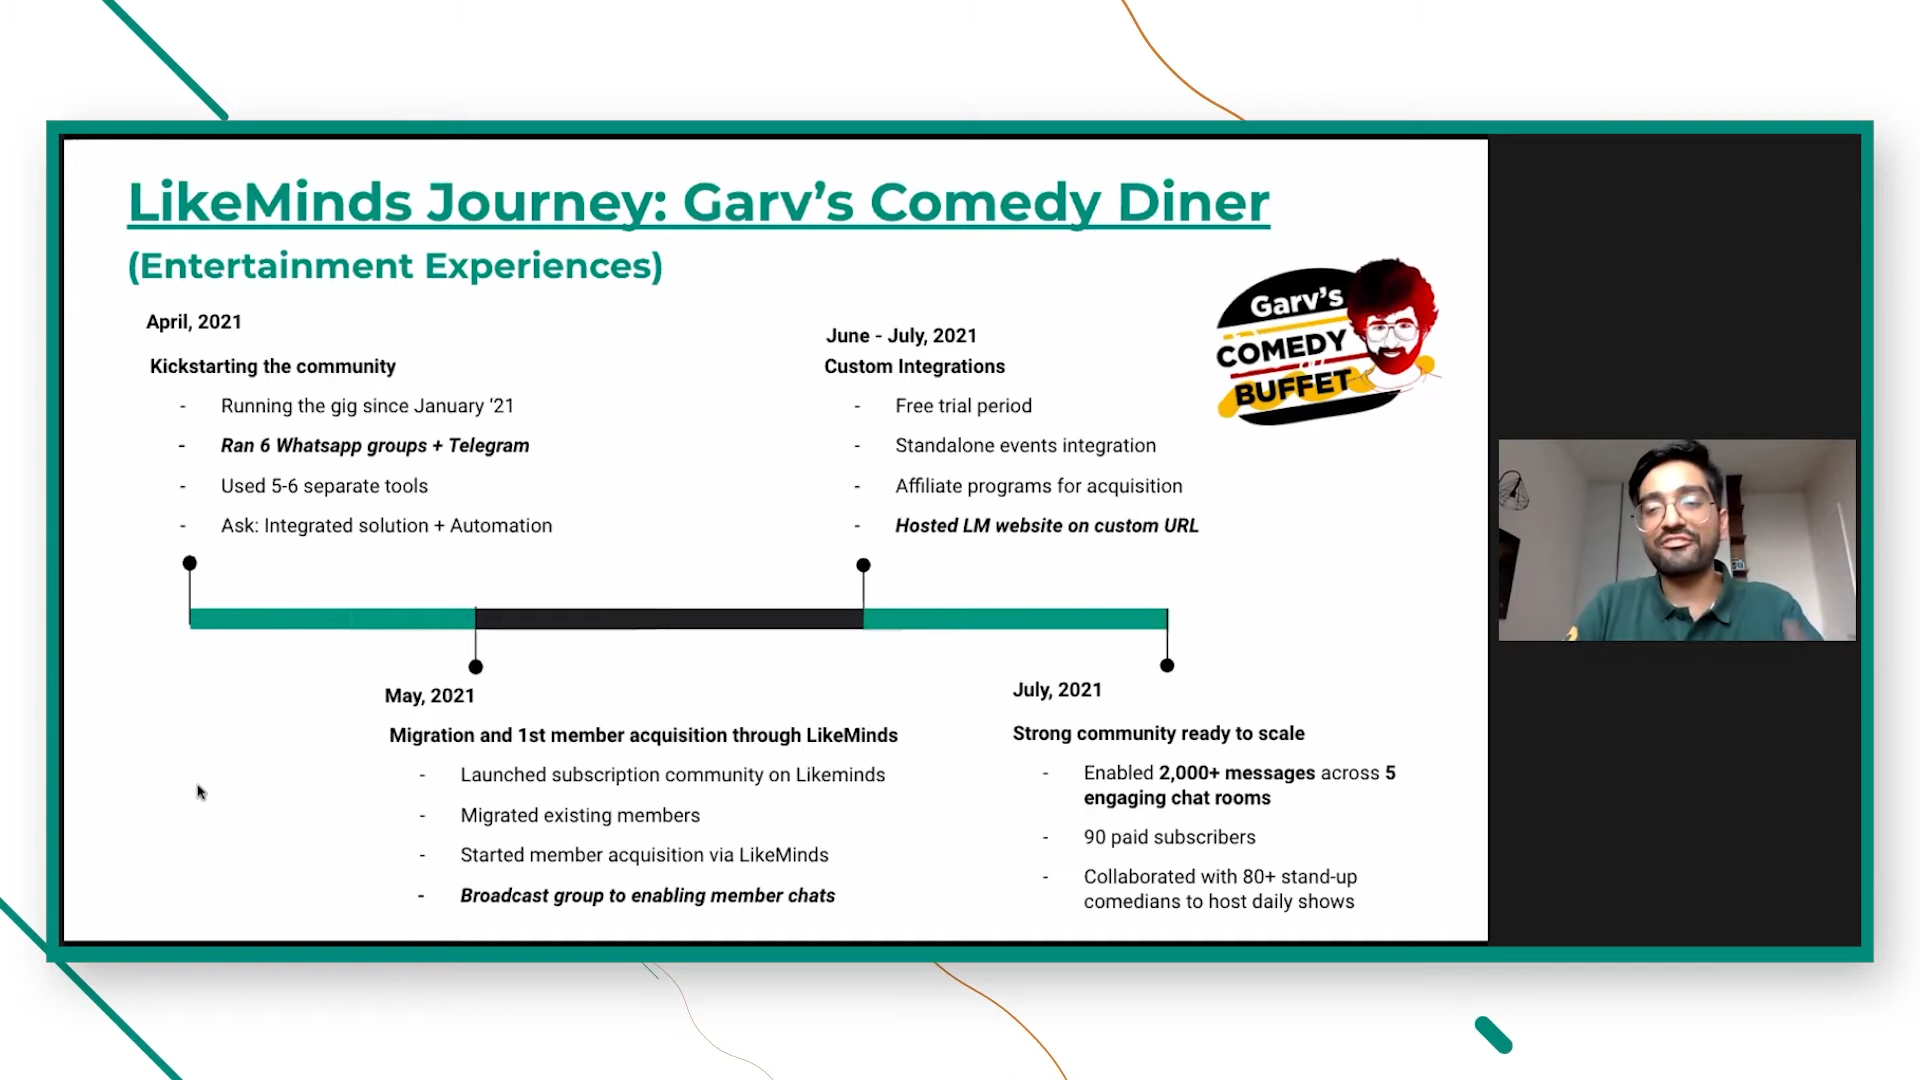 LikeMinds Journey: Garv’s Comedy Diner
(Entertainment Experiences)
Garv’s
COMEDY
BUFFET
April, 2021
Kickstarting the community
- Running the gig since January ‘21
- Ran 6 Whatsapp groups + Telegram
- Used 5-6 separate tools
- Ask: Integrated solution + Automation
June - July, 2021
Custom Integrations
- Free trial period
- Standalone events integration
- Affiliate programs for acquisition
- Hosted LM website on custom URL
May, 2021
Migration and 1st member acquisition through LikeMinds
- Launched subscription community on Likeminds
- Migrated existing members
- Started member acquisition via LikeMinds
- Broadcast group to enabling member chats
July, 2021
Strong community ready to scale
- Enabled 2,000+ messages across 5
engaging chat rooms
- 90 paid subscribers
- Collaborated with 80+ stand-up
comedians to host daily shows